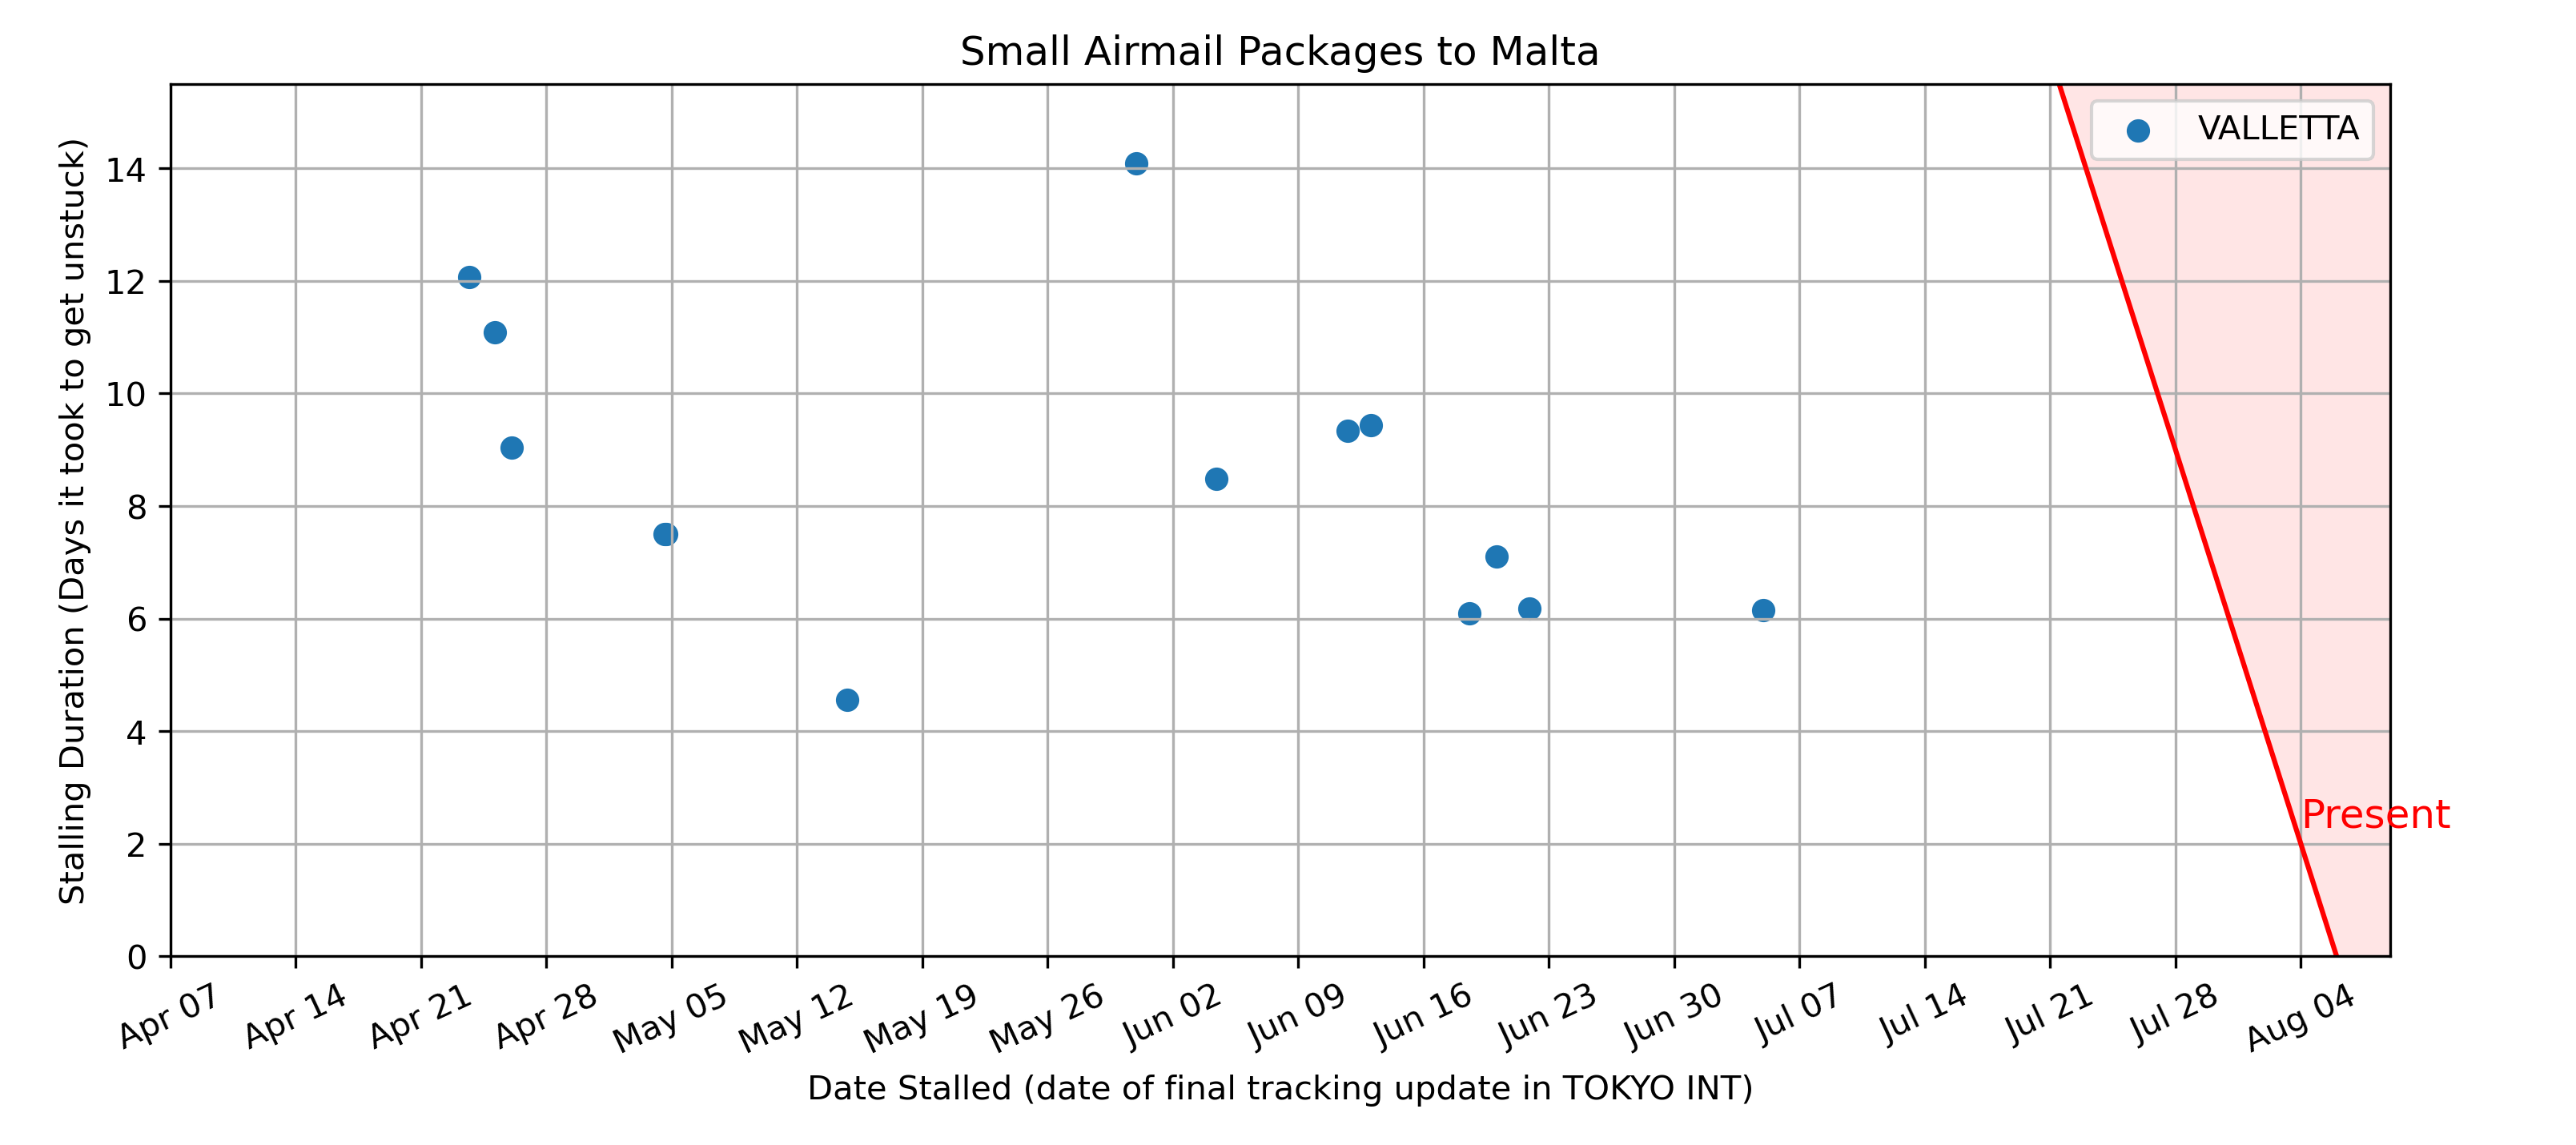 Small Airmail Packages to Malta
VALLETTA
Stalling Duration (Days it took to get unstuck)
14
12
10
8
6
4
2
0
Present
Apr 07
Apr 14
Apr 21
Apr 28
May 05
May 12
May 19
May 26
Jun 02
Jun 09
Jun 16
Jun 23
Jun 30
Jul 07
Jul 14
Jul 21
Jul 28
Aug 04
Date Stalled (date of final tracking update in TOKYO INT)